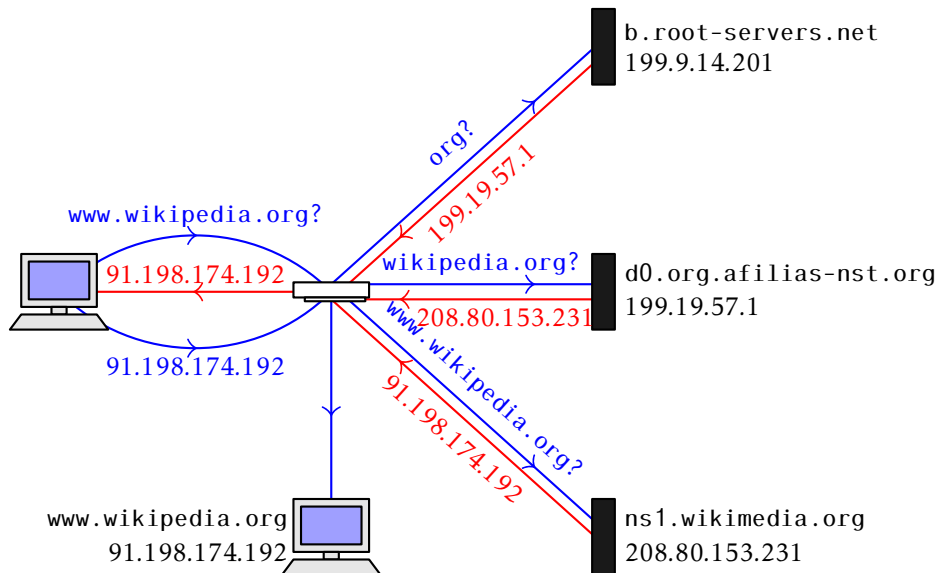 b.root-servers.net
199.9.14.201
org?
199.19.57.1
www.wikipedia.org?
91.198.174.192
91.198.174.192
wikipedia.org?
208.80.153.231
d0.org.afilias-nst.org
199.19.57.1
www.wikipedia.org?
91.198.174.192
www.wikipedia.org
91.198.174.192
ns1.wikimedia.org
208.80.153.231